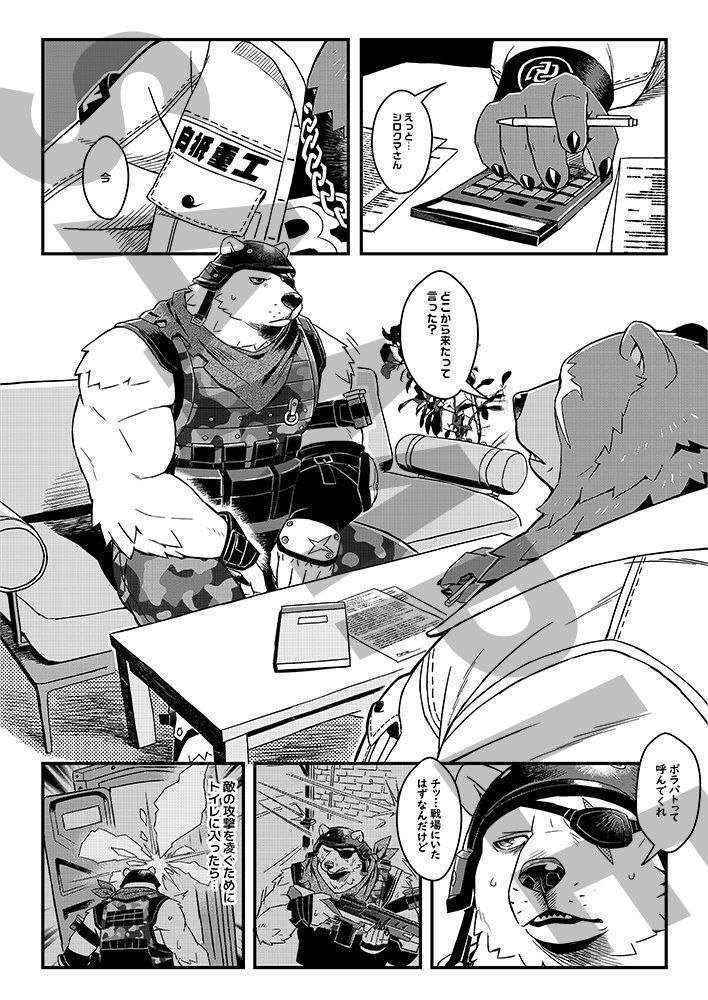 えっと…
シロクマさん
白銀重工
今
どこから来たって
言った?
ポラパトって
呼んでくれ
チッ…戦場にいた
はずなんだけど
敵の攻撃を凌ぐために
トイレに入ったら…
SAMPLE